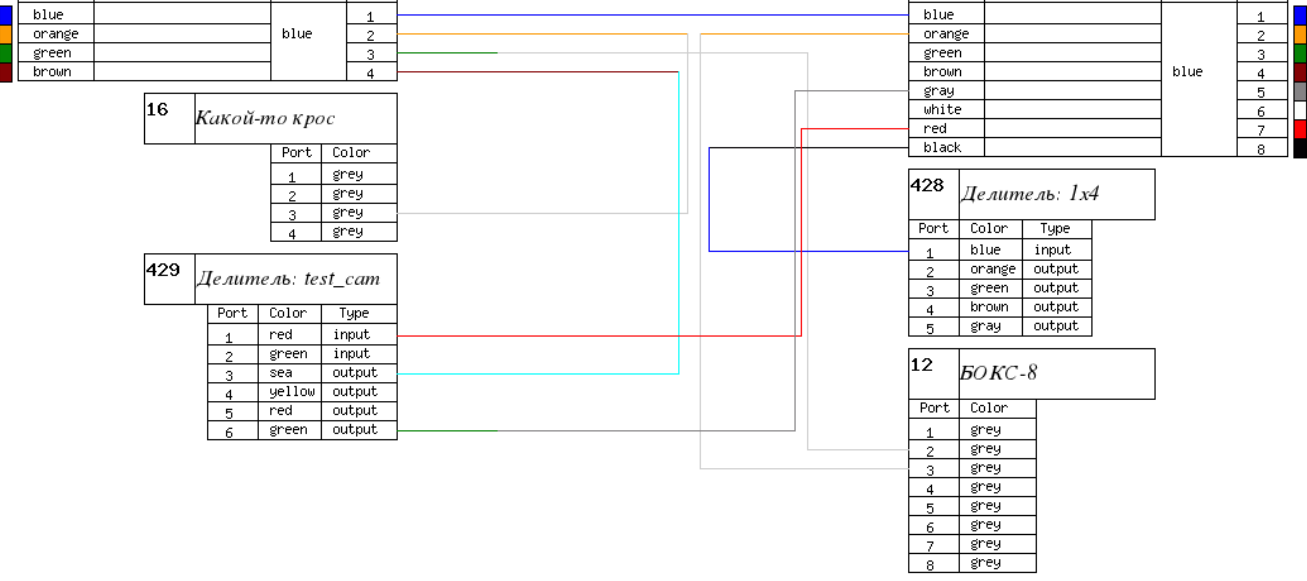 blue 1
orange blue 2
green 3
brown 4
16 Какой-то крос
Port Color
1 grey
2 grey
3 grey
4 grey
429 Делитель: test_cam
Port Color Type
1 red input
2 green input
3 sea output
4 yellow output
5 red output
6 green output
blue 1
orange 2
green 3
brown blue 4
gray 5
white 6
red 7
black 8
428 Делитель: 1x4
Port Color Type
1 blue input
2 orange output
3 green output
4 brown output
5 gray output
12 БОКС-8
Port Color
1 grey
2 grey
3 grey
4 grey
5 grey
6 grey
7 grey
8 grey